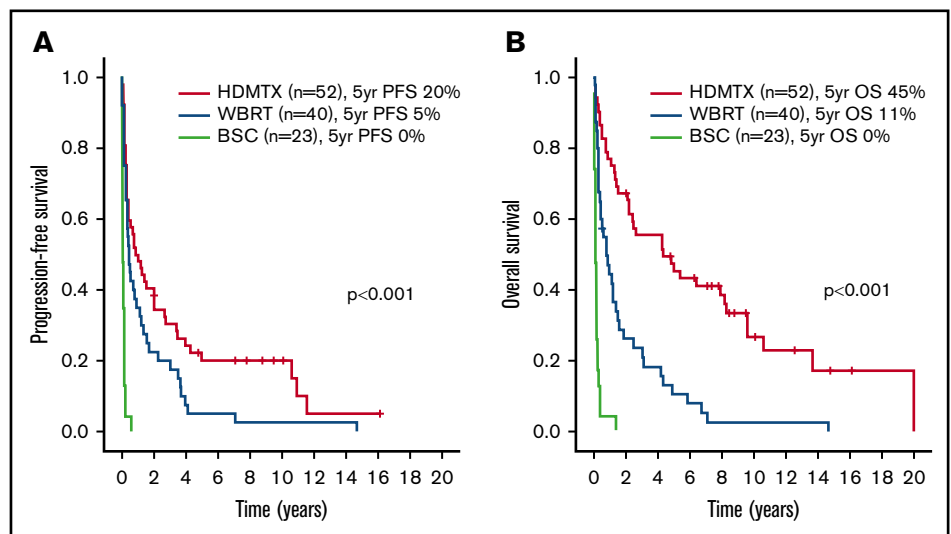 A
Progression-free survival
1.0
0.8
0.6
0.4
0.2
0.0
HDMTX (n=52), 5yr PFS 20%
WBRT (n=40), 5yr PFS 5%
BSC (n=23), 5yr PFS 0%
p<0.001
0 2 4 6 8 10 12 14 16 18 20
Time (years)
B
Overall survival
1.0
0.8
0.6
0.4
0.2
0.0
HDMTX (n=52), 5yr OS 45%
WBRT (n=40), 5yr OS 11%
BSC (n=23), 5yr OS 0%
p<0.001
0 2 4 6 8 10 12 14 16 18 20
Time (years)